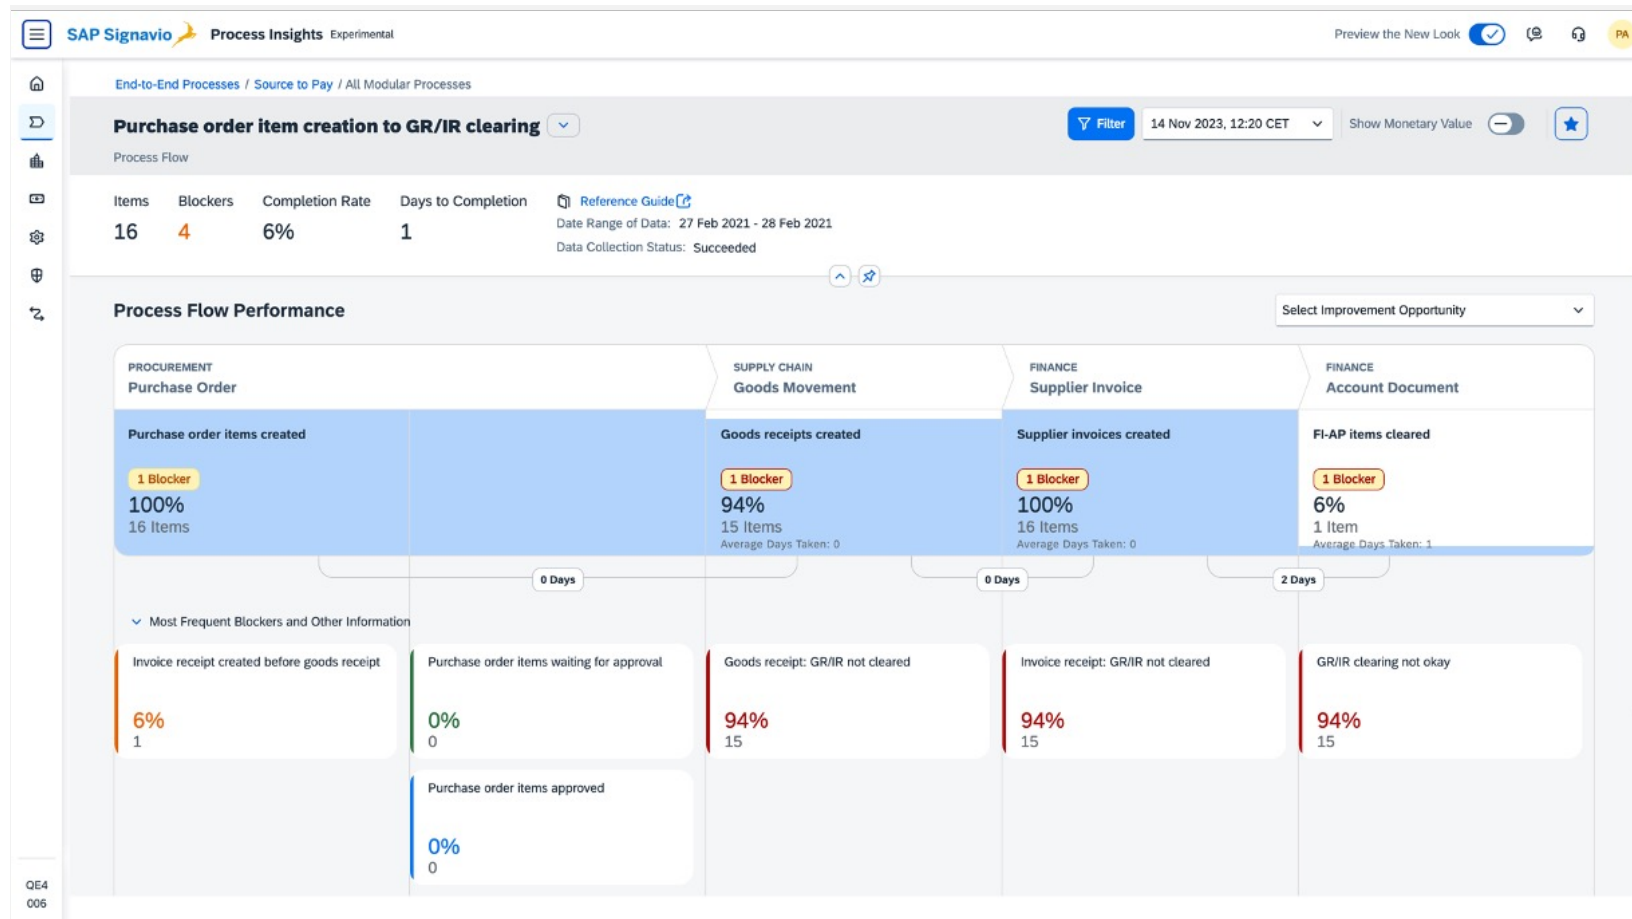 SAP Signavio Process Insights Experimental
Preview the New Look
PA
End-to-End Processes / Source to Pay / All Modular Processes
Purchase order item creation to GR/IR clearing
Filter
14 Nov 2023, 12:20 CET
Show Monetary Value
Process Flow
Items Blockers Completion Rate Days to Completion
16 4 6% 1
Reference Guide
Date Range of Data: 27 Feb 2021 - 28 Feb 2021
Data Collection Status: Succeeded
Process Flow Performance
Select Improvement Opportunity
PROCUREMENT
Purchase Order
SUPPLY CHAIN
Goods Movement
FINANCE
Supplier Invoice
FINANCE
Account Document
Purchase order items created
1 Blocker
100%
16 Items
Goods receipts created
1 Blocker
94%
15 Items
Average Days Taken: 0
Supplier invoices created
1 Blocker
100%
16 Items
Average Days Taken: 0
FI-AP items cleared
1 Blocker
6%
1 Item
Average Days Taken: 1
0 Days
0 Days
2 Days
Most Frequent Blockers and Other Information
Invoice receipt created before goods receipt
6%
1
Purchase order items waiting for approval
0%
0
Goods receipt: GR/IR not cleared
94%
15
Invoice receipt: GR/IR not cleared
94%
15
GR/IR clearing not okay
94%
15
Purchase order items approved
0%
0
QE4
006